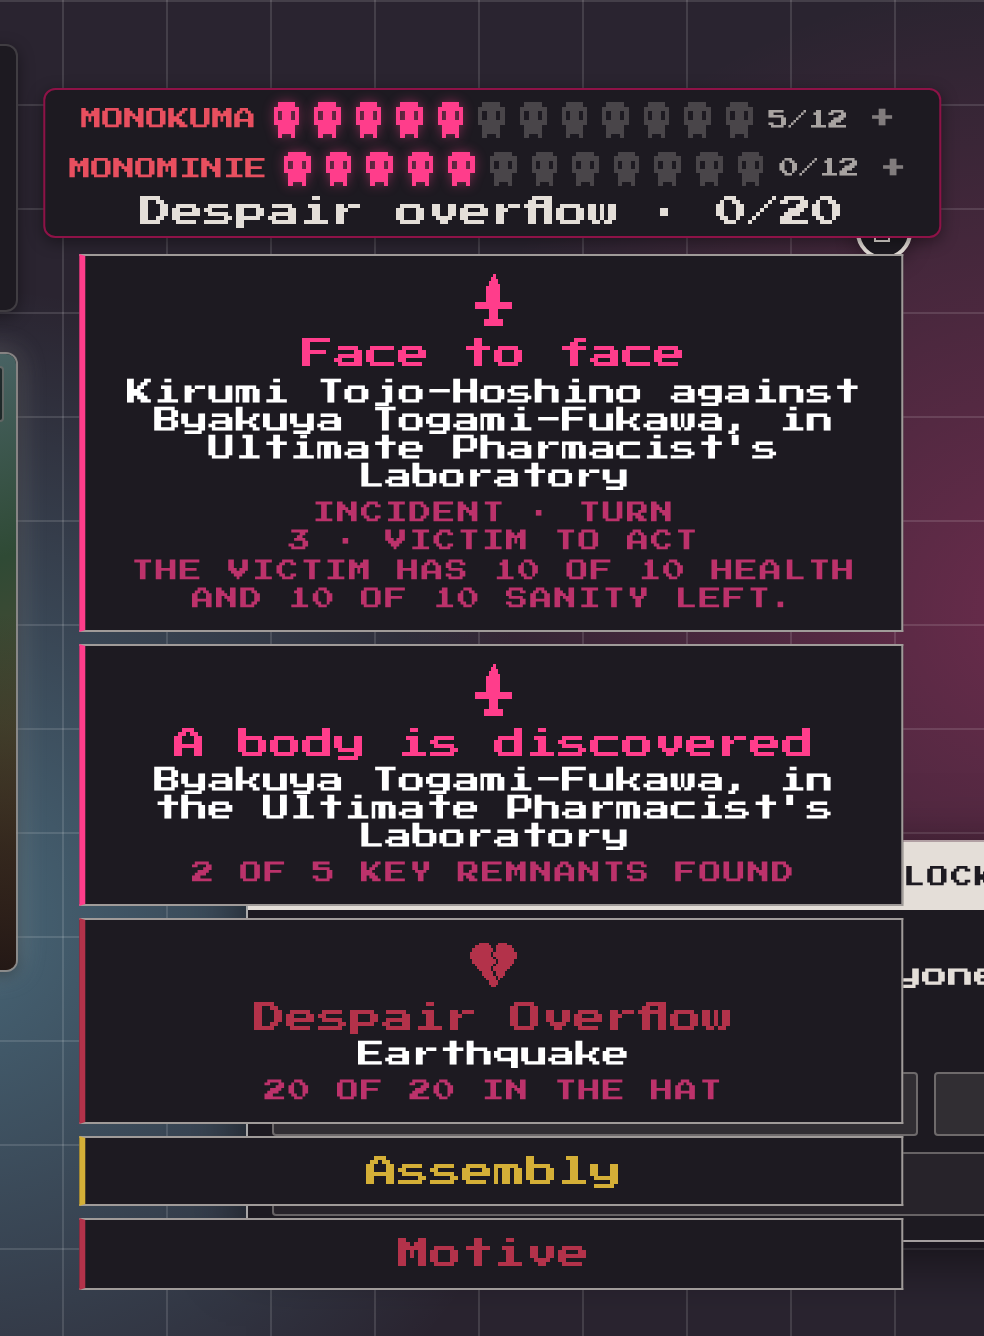 MONOKUMA 5/12 +
MONOMINIE 0/12 +
Despair overflow · 0/20
Face to face
Kirumi Tojo-Hoshino against
Byakuya Togami-Fukawa, in
Ultimate Pharmacist's
Laboratory
INCIDENT · TURN
3 · VICTIM TO ACT
THE VICTIM HAS 10 OF 10 HEALTH
AND 10 OF 10 SANITY LEFT.
A body is discovered
Byakuya Togami-Fukawa, in
the Ultimate Pharmacist's
Laboratory
2 OF 5 KEY REMNANTS FOUND
LOCK
yone
Despair Overflow
Earthquake
20 OF 20 IN THE HAT
Assembly
Motive